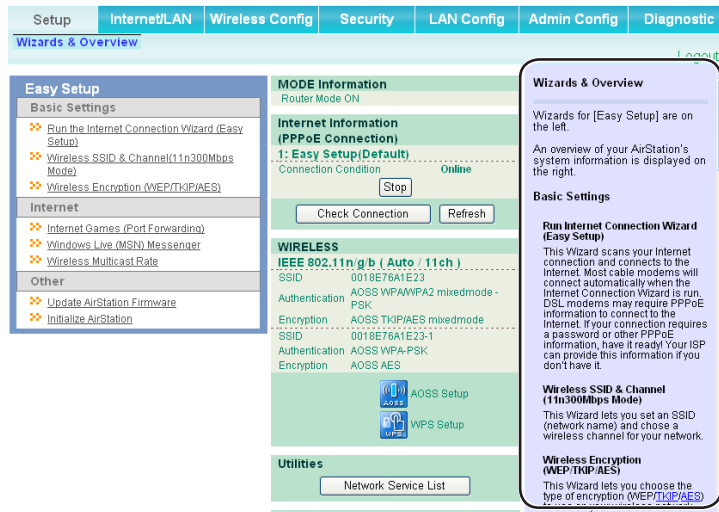 Setup Internet/LAN Wireless Config Security LAN Config Admin Config Diagnostic
Wizards & Overview
Logout
Easy Setup
Basic Settings
Run the Internet Connection Wizard (Easy
Setup)
Wireless SSID & Channel(11n300Mbps
Mode)
Wireless Encryption (WEP/TKIP/AES)
Internet
Internet Games (Port Forwarding)
Windows Live (MSN) Messenger
Wireless Multicast Rate
Other
Update AirStation Firmware
Initialize AirStation
MODE Information
Router Mode ON
Internet Information
(PPPoE Connection)
1: Easy Setup(Default)
Connection Condition Online
Stop
Check Connection Refresh
WIRELESS
IEEE 802.11n/g/b ( Auto / 11ch )
SSID 0018E76A1E23
Authentication AOSS WPA/WPA2 mixedmode -
PSK
Encryption AOSS TKIP/AES mixedmode
SSID 0018E76A1E23-1
Authentication AOSS WPA-PSK
Encryption AOSS AES
AOSS AOSS Setup
WPS WPS Setup
Utilities
Network Service List
Wizards & Overview
Wizards for [Easy Setup] are on
the left.
An overview of your AirStation's
system information is displayed on
the right.
Basic Settings
Run Internet Connection Wizard
(Easy Setup)
This Wizard scans your Internet
connection and connects to the
Internet. Most cable modems will
connect automatically when the
Internet Connection Wizard is run.
DSL modems may require PPPoE
information to connect to the
Internet. If your connection requires
a password or other PPPoE
information, have it ready! Your ISP
can provide this information if you
don't have it.
Wireless SSID & Channel
(11n300Mbps Mode)
This Wizard lets you set an SSID
(network name) and chose a
wireless channel for your network.
Wireless Encryption
(WEP/TKIP/AES)
This Wizard lets you choose the
type of encryption (WEP/TKIP/AES)
to use on your wireless network.